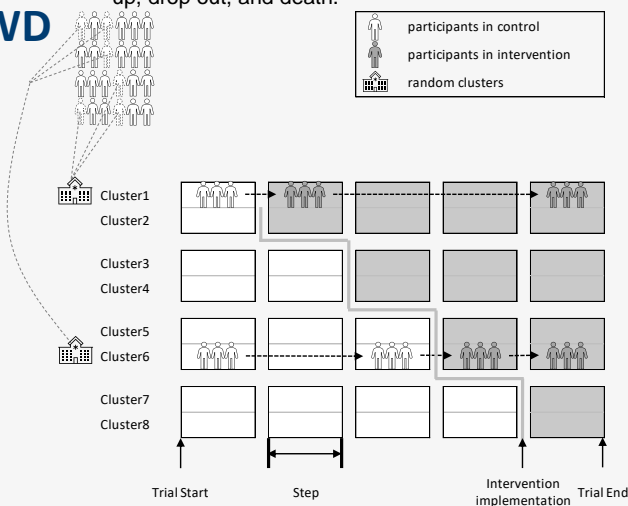 up, drop out, and death.
WD
participants in control
participants in intervention
random clusters
Cluster1
Cluster2
Cluster3
Cluster4
Cluster5
Cluster6
Cluster7
Cluster8
Trial Start
Step
Intervention
implementation
Trial End